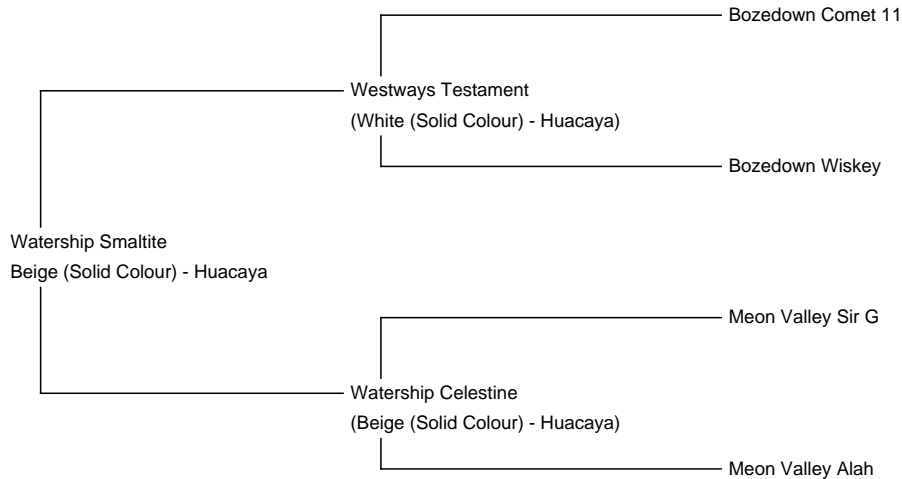 Bozedown Comet 11
Westways Testament
(White (Solid Colour) - Huacaya)
Bozedown Wiskey
Watership Smaltite
Beige (Solid Colour) - Huacaya
Meon Valley Sir G
Watership Celestine
(Beige (Solid Colour) - Huacaya)
Meon Valley Alah